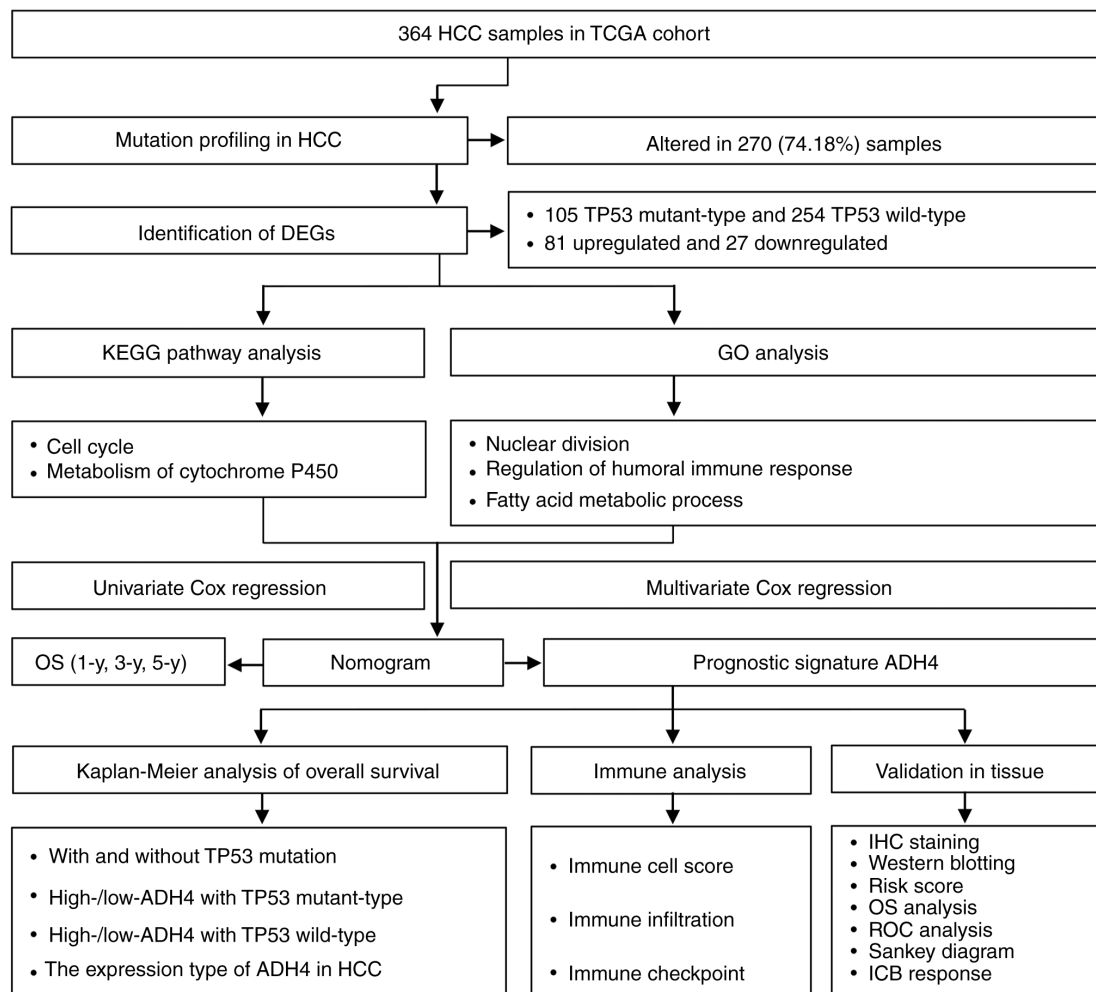 364 HCC samples in TCGA cohort
Mutation profiling in HCC
Altered in 270 (74.18%) samples
Identification of DEGs
• 105 TP53 mutant-type and 254 TP53 wild-type
• 81 upregulated and 27 downregulated
KEGG pathway analysis
GO analysis
• Cell cycle
• Metabolism of cytochrome P450
• Nuclear division
• Regulation of humoral immune response
• Fatty acid metabolic process
Univariate Cox regression
Multivariate Cox regression
OS (1-y, 3-y, 5-y)
Nomogram
Prognostic signature ADH4
Kaplan-Meier analysis of overall survival
Immune analysis
Validation in tissue
• With and without TP53 mutation
• High-/low-ADH4 with TP53 mutant-type
• High-/low-ADH4 with TP53 wild-type
• The expression type of ADH4 in HCC
• Immune cell score
• Immune infiltration
• Immune checkpoint
• IHC staining
• Western blotting
• Risk score
• OS analysis
• ROC analysis
• Sankey diagram
• ICB response